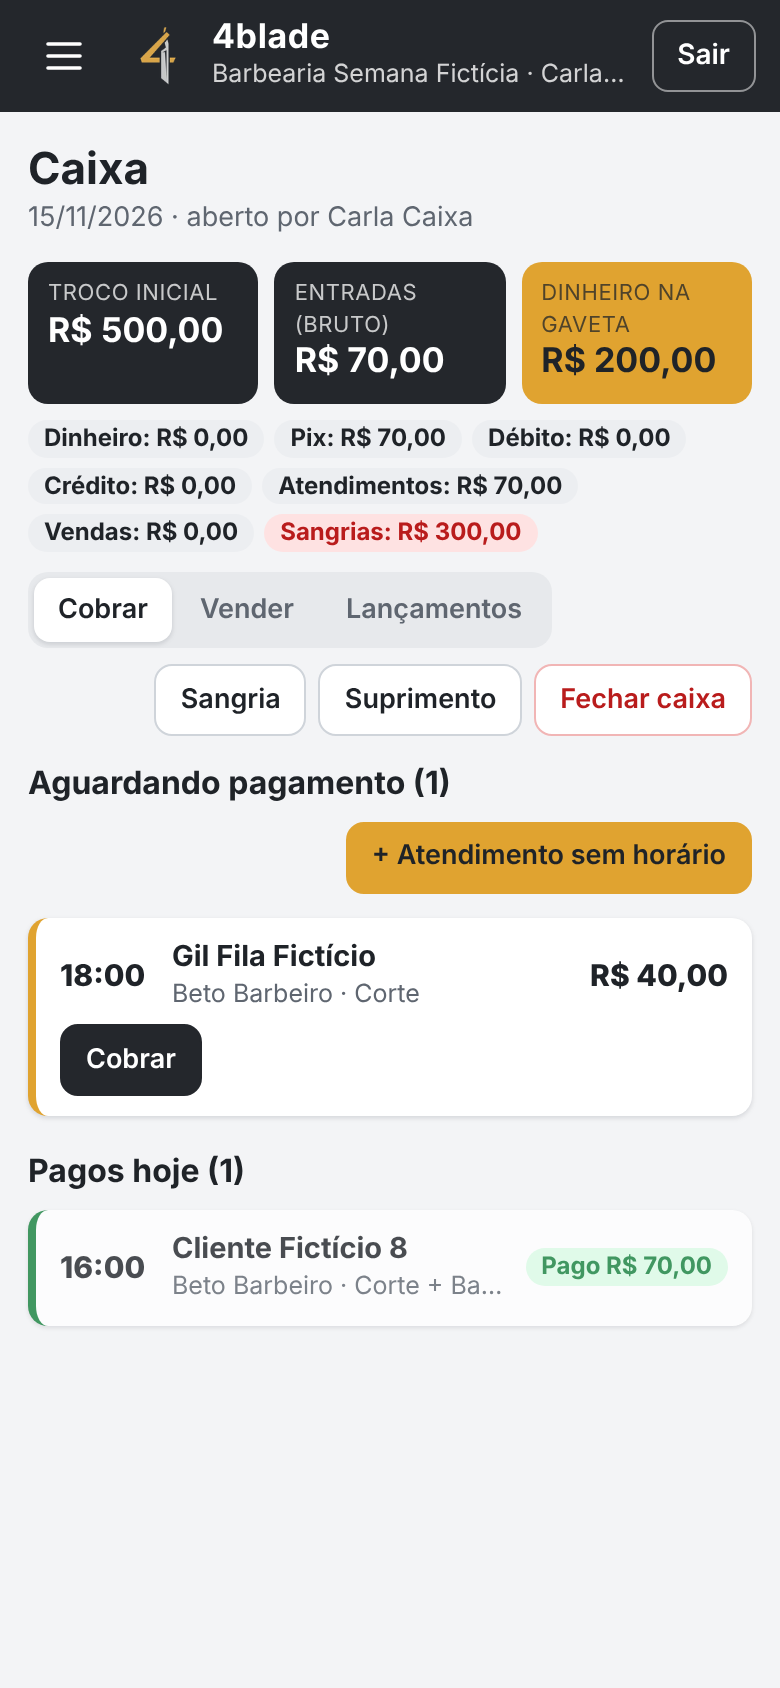 4blade
Barbearia Semana Fictícia · Carla...
Sair
Caixa
15/11/2026 · aberto por Carla Caixa
TROCO INICIAL
R$ 500,00
ENTRADAS
(BRUTO)
R$ 70,00
DINHEIRO NA
GAVETA
R$ 200,00
Dinheiro: R$ 0,00
Pix: R$ 70,00
Débito: R$ 0,00
Crédito: R$ 0,00
Atendimentos: R$ 70,00
Vendas: R$ 0,00
Sangrias: R$ 300,00
Cobrar
Vender
Lançamentos
Sangria
Suprimento
Fechar caixa
Aguardando pagamento (1)
+ Atendimento sem horário
18:00
Gil Fila Fictício
Beto Barbeiro · Corte
R$ 40,00
Cobrar
Pagos hoje (1)
16:00
Cliente Fictício 8
Beto Barbeiro · Corte + Ba...
Pago R$ 70,00